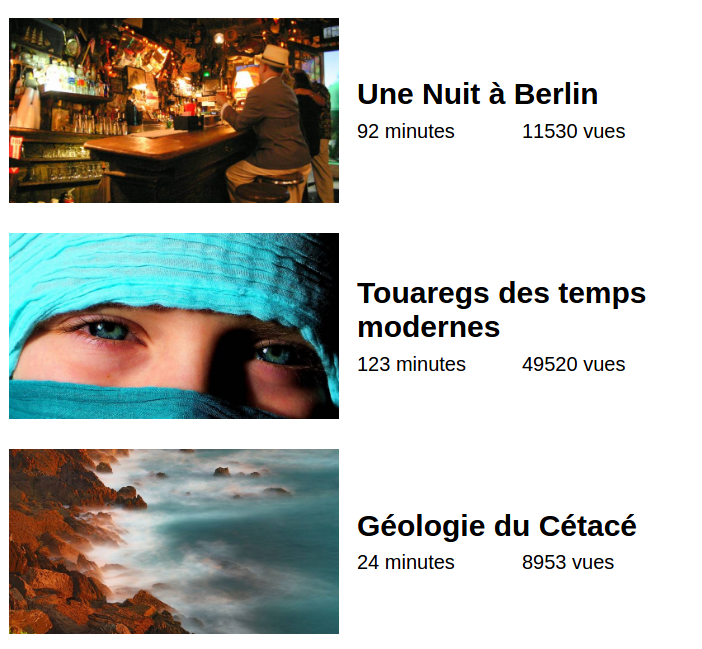 Une Nuit à Berlin
92 minutes 11530 vues
Touaregs des temps
modernes
123 minutes 49520 vues
Géologie du Cétacé
24 minutes 8953 vues